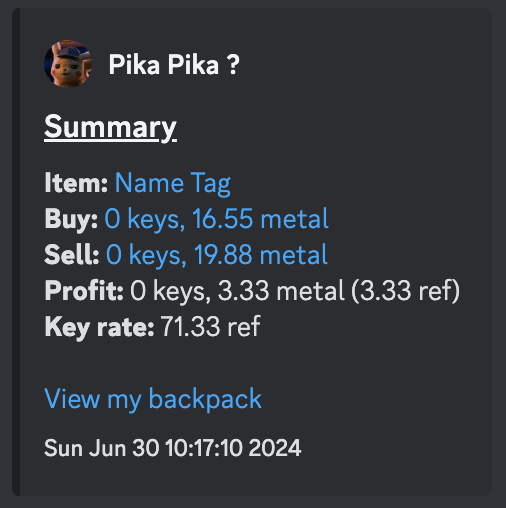 Pika Pika ?
Summary
Item: Name Tag
Buy: 0 keys, 16.55 metal
Sell: 0 keys, 19.88 metal
Profit: 0 keys, 3.33 metal (3.33 ref)
Key rate: 71.33 ref
View my backpack
Sun Jun 30 10:17:10 2024